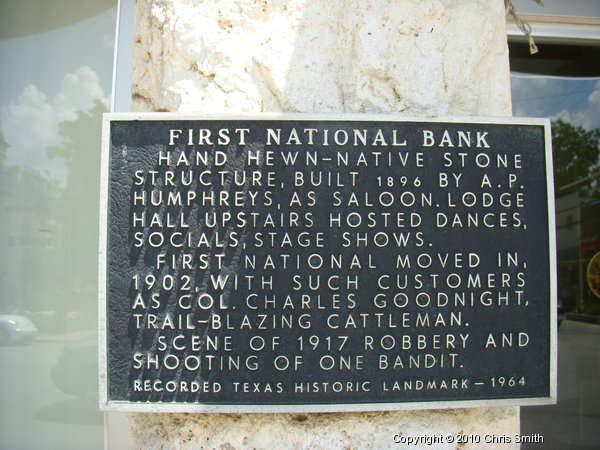 FIRST NATIONAL BANK
HAND HEWN-NATIVE STONE
STRUCTURE, BUILT 1896 BY A. P.
HUMPHREYS, AS SALOON. LODGE
HALL UPSTAIRS HOSTED DANCES,
SOCIALS, STAGE SHOWS.
FIRST NATIONAL MOVED IN,
1902, WITH SUCH CUSTOMERS
AS COL. CHARLES GOODNIGHT,
TRAIL-BLAZING CATTLEMAN.
SCENE OF 1917 ROBBERY AND
SHOOTING OF ONE BANDIT.
RECORDED TEXAS HISTORIC LANDMARK - 1964
Copyright © 2010 Chris Smith